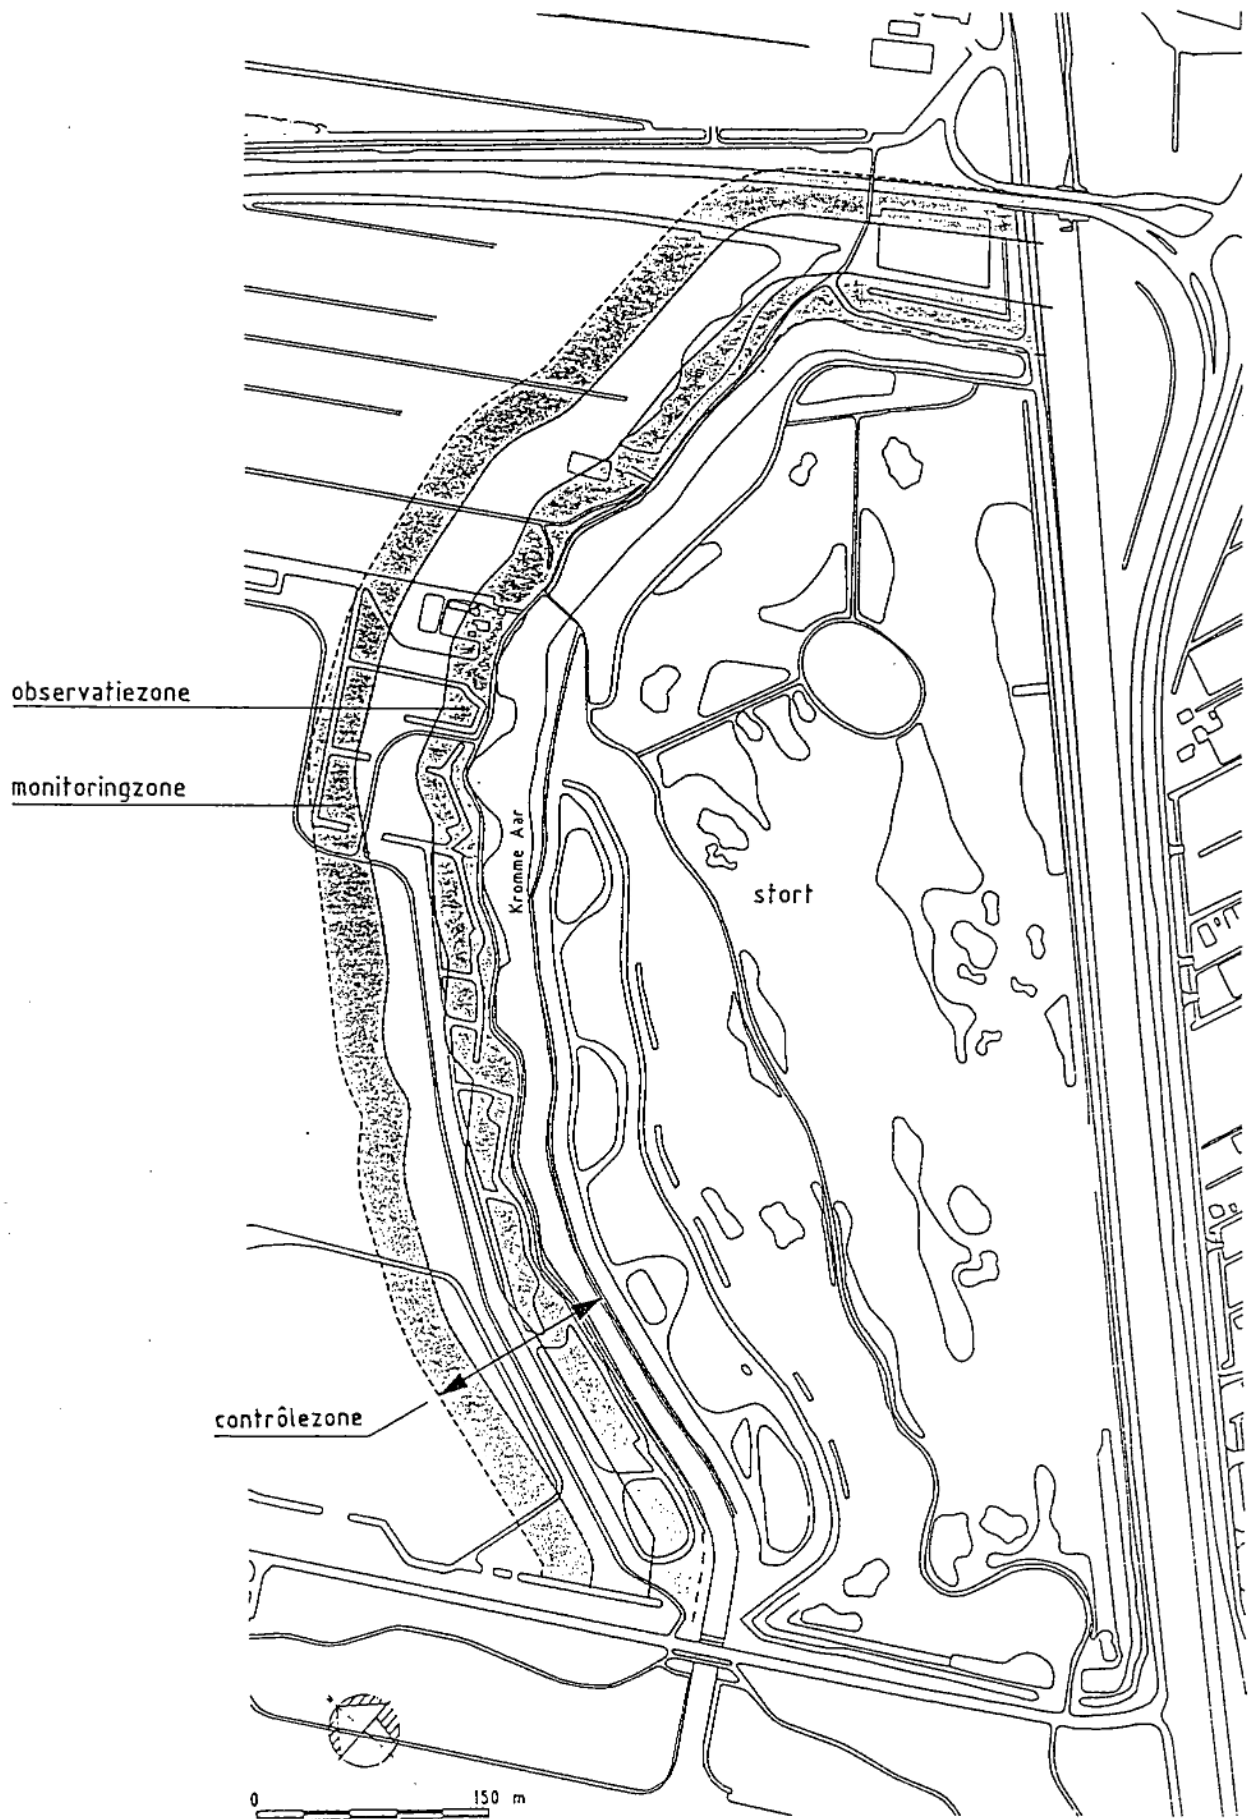 observatiezone
monitoringzone
Kromme Aar
stort
contrôlezone
0 150 m